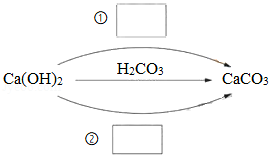 ①
H₂CO₃
Ca(OH)₂ CaCO₃
②